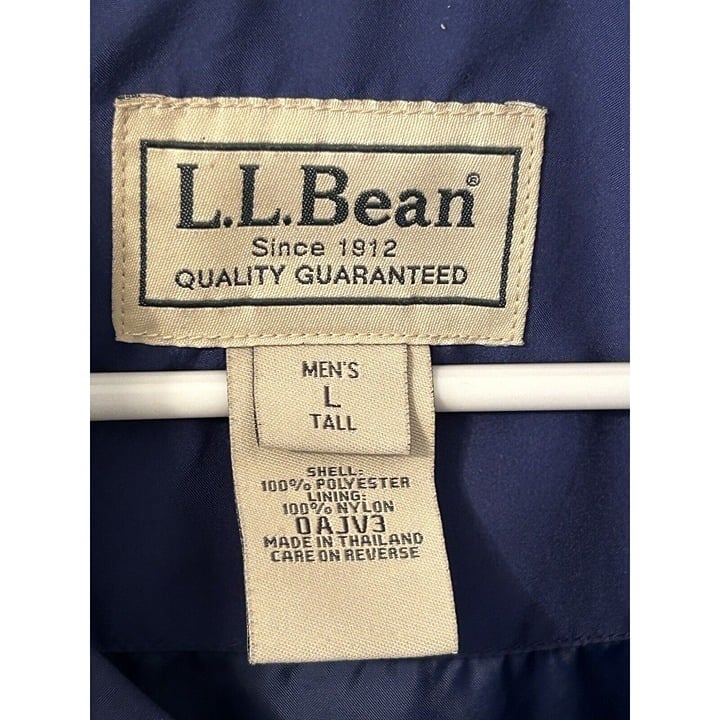 L.L.Bean®
Since 1912
QUALITY GUARANTEED
MEN'S
L
TALL
SHELL:
100% POLYESTER
LINING:
100% NYLON
0AJV3
MADE IN THAILAND
CARE ON REVERSE